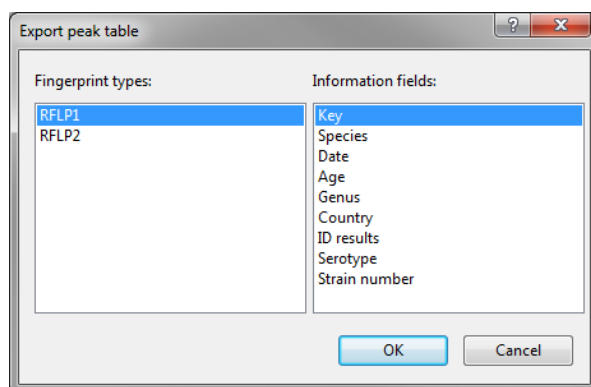 Export peak table
?
X
Fingerprint types:
RFLP1
RFLP2
Information fields:
Key
Species
Date
Age
Genus
Country
ID results
Serotype
Strain number
OK
Cancel